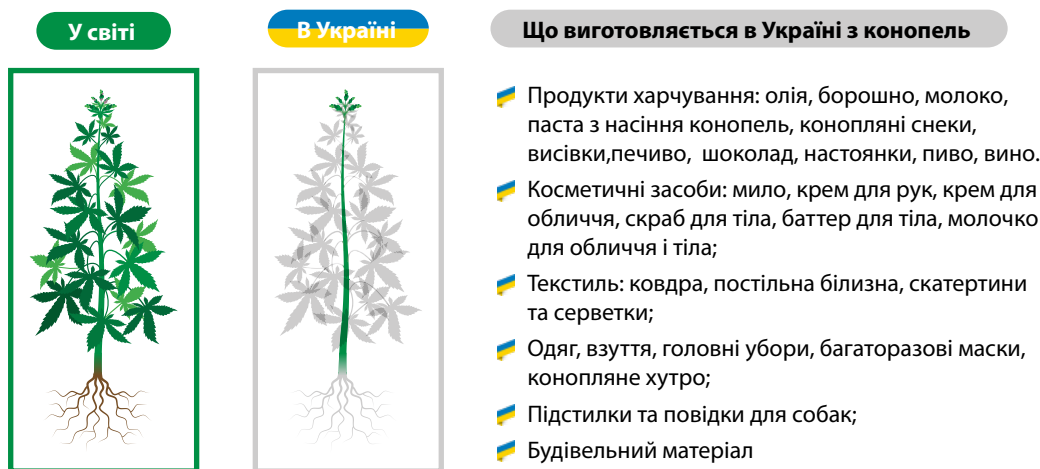 У світі
В Україні
Що виготовляється в Україні з конопель
Продукти харчування: олія, борошно, молоко,
паста з насіння конопель, конопляні снеки,
висівки,печиво, шоколад, настоянки, пиво, вино.
Косметичні засоби: мило, крем для рук, крем для
обличчя, скраб для тіла, баттер для тіла, молочко
для обличчя і тіла;
Текстиль: ковдра, постільна білизна, скатертини
та серветки;
Одяг, взуття, головні убори, багаторазові маски,
конопляне хутро;
Підстилки та повідки для собак;
Будівельний матеріал